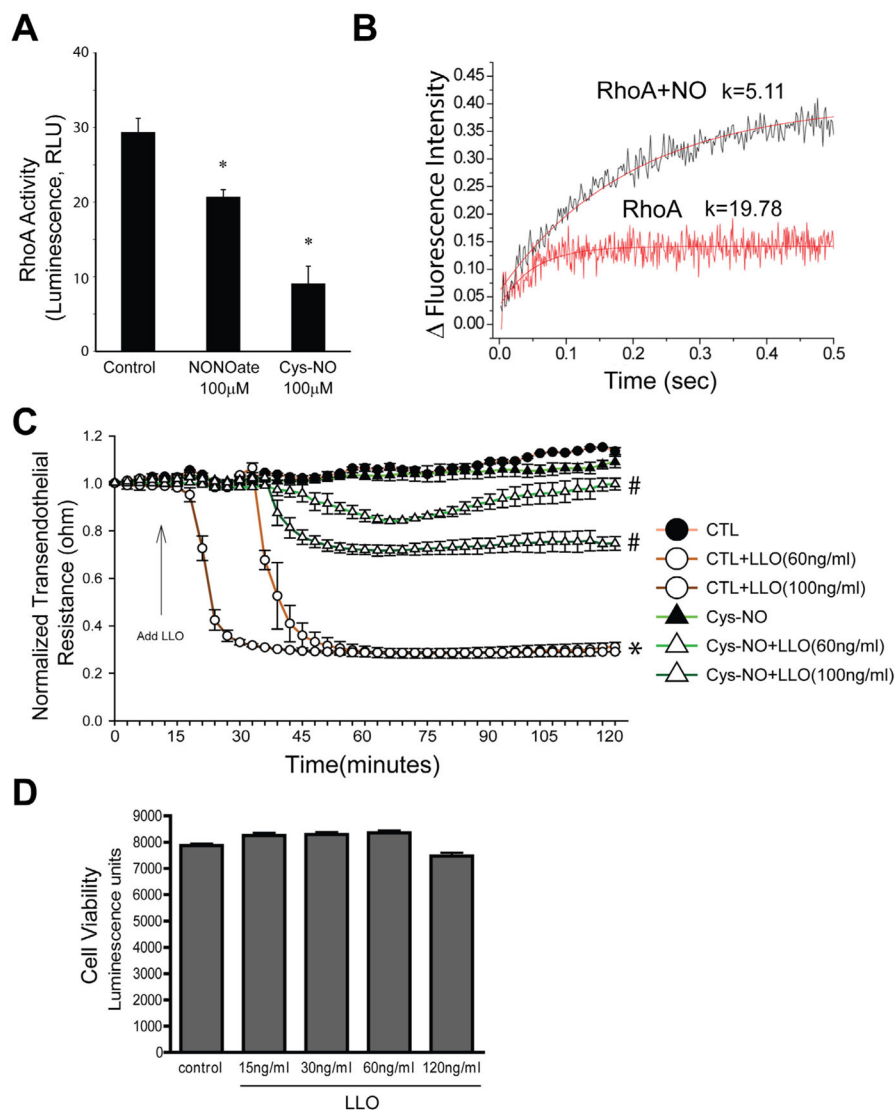 A
40
30
20
10
0
RhoA Activity
(Luminescence, RLU)
*
*
Control
NONOate
100μM
Cys-NO
100μM
B
0.45
0.40
0.35
0.30
0.25
0.20
0.15
0.10
0.05
0.00
Δ Fluorescence Intensity
RhoA+NO k=5.11
RhoA k=19.78
0.0 0.1 0.2 0.3 0.4 0.5
Time (sec)
C
1.2
1.0
0.8
0.6
0.4
0.2
0.0
Normalized Transendothelial
Resistance (ohm)
Add LLO
#
#
*
0 15 30 45 60 75 90 105 120
Time(minutes)
CTL
CTL+LLO(60ng/ml)
CTL+LLO(100ng/ml)
Cys-NO
Cys-NO+LLO(60ng/ml)
Cys-NO+LLO(100ng/ml)
D
9000
8000
7000
6000
5000
4000
3000
2000
1000
0
Cell Viability
Luminescence units
control 15ng/ml 30ng/ml 60ng/ml 120ng/ml
LLO